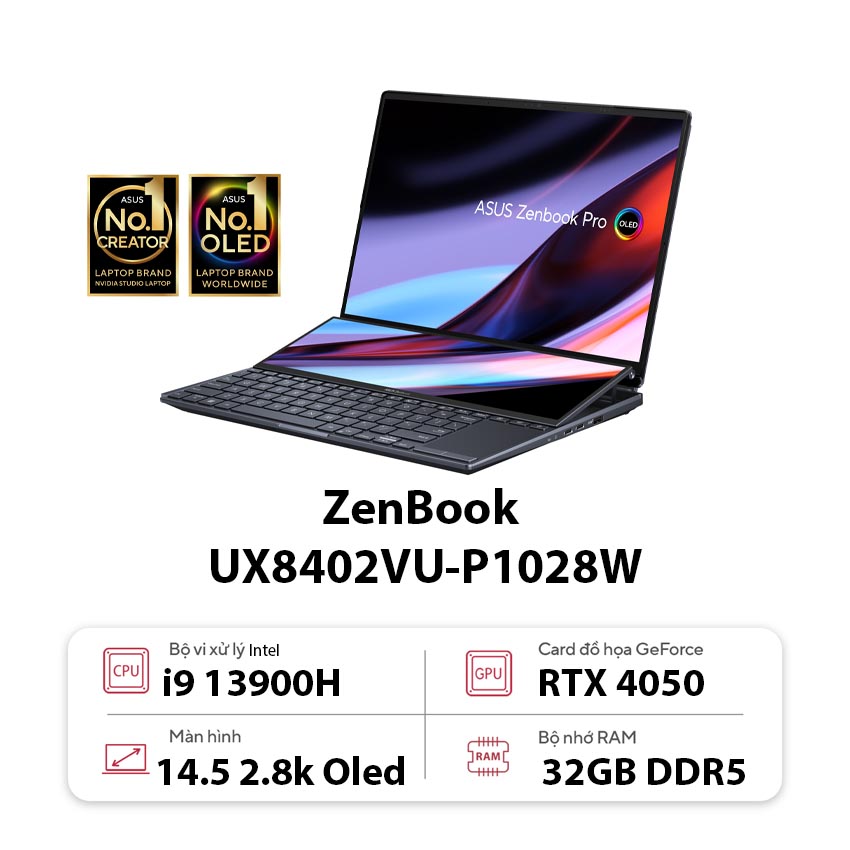 ASUS
No.1
CREATOR
LAPTOP BRAND
NVIDIA STUDIO LAPTOP
ASUS
No.1
OLED
LAPTOP BRAND
WORLDWIDE
ASUS Zenbook Pro OLED
ZenBook
UX8402VU-P1028W
CPU
Bộ vi xử lý Intel
i9 13900H
GPU
Card đồ họa GeForce
RTX 4050
Màn hình
14.5 2.8k Oled
RAM
Bộ nhớ RAM
32GB DDR5